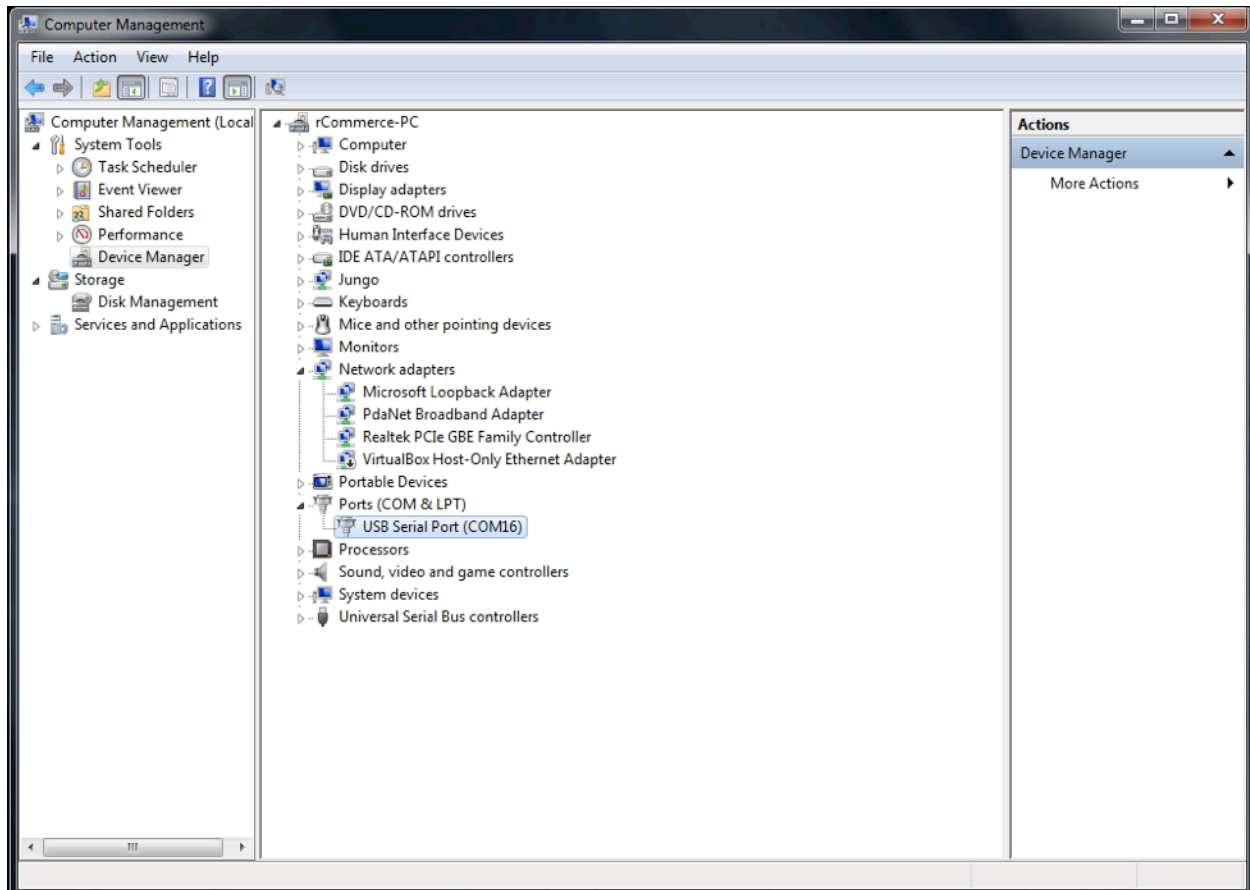 Computer Management
File Action View Help
Computer Management (Local
System Tools
Task Scheduler
Event Viewer
Shared Folders
Performance
Device Manager
Storage
Disk Management
Services and Applications
rCommerce-PC
Computer
Disk drives
Display adapters
DVD/CD-ROM drives
Human Interface Devices
IDE ATA/ATAPI controllers
Jungo
Keyboards
Mice and other pointing devices
Monitors
Network adapters
Microsoft Loopback Adapter
PdaNet Broadband Adapter
Realtek PCIe GBE Family Controller
VirtualBox Host-Only Ethernet Adapter
Portable Devices
Ports (COM & LPT)
USB Serial Port (COM16)
Processors
Sound, video and game controllers
System devices
Universal Serial Bus controllers
Actions
Device Manager
More Actions